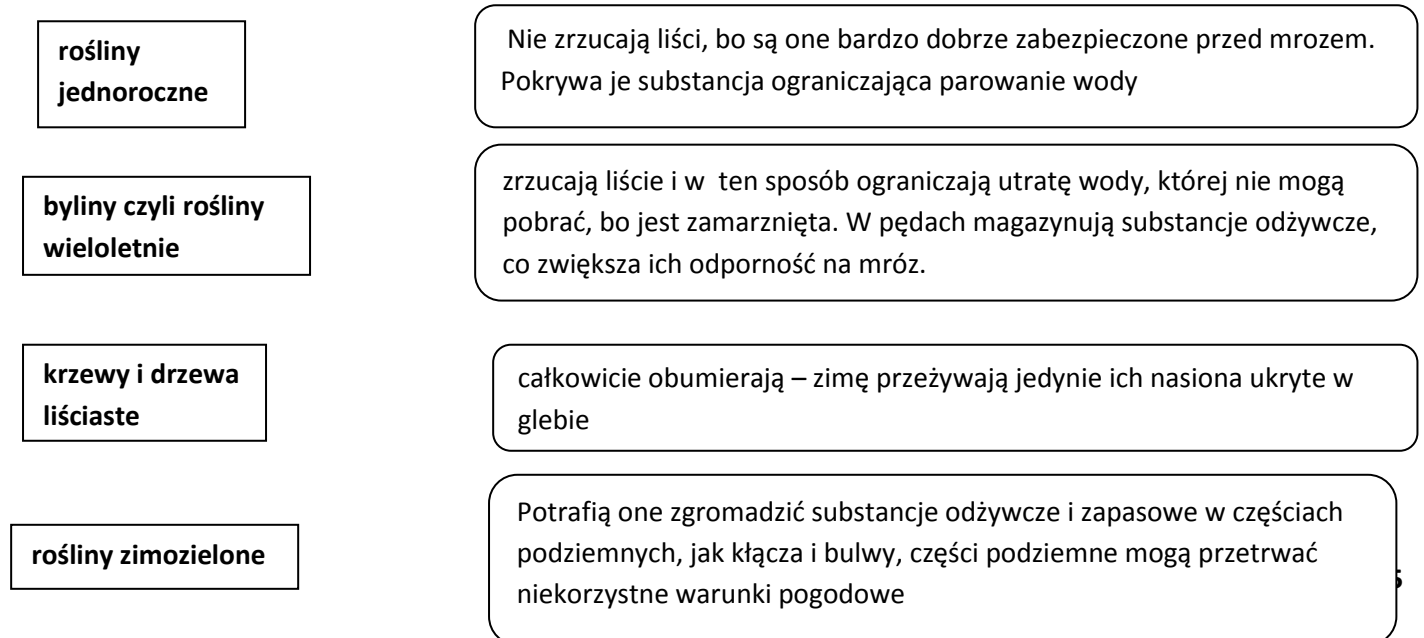 rośliny
jednoroczne
Nie zrzucają liści, bo są one bardzo dobrze zabezpieczone przed mrozem.
Pokrywa je substancja ograniczająca parowanie wody
byliny czyli rośliny
wieloletnie
zrzucają liście i w ten sposób ograniczają utratę wody, której nie mogą
pobrać, bo jest zamarznięta. W pędach magazynują substancje odżywcze,
co zwiększa ich odporność na mróz.
krzewy i drzewa
liściaste
całkowicie obumierają – zimę przeżywają jedynie ich nasiona ukryte w
glebie
rośliny zimozielone
Potrafią one zgromadzić substancje odżywcze i zapasowe w częściach
podziemnych, jak kłącza i bulwy, części podziemne mogą przetrwać
niekorzystne warunki pogodowe